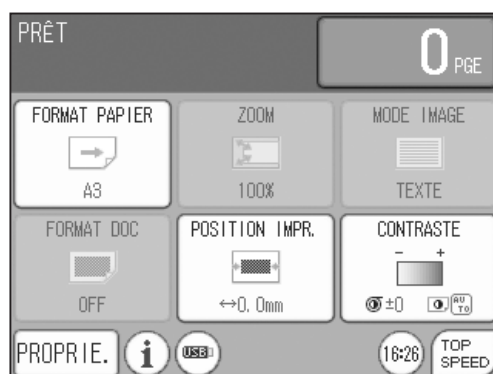 PRÊT
0 PGE
FORMAT PAPIER
A3
ZOOM
100%
MODE IMAGE
TEXTE
FORMAT DOC
OFF
POSITION IMPR.
↔0. 0mm
CONTRASTE
- +
±0 AUTO
PROPRIE.
i
USB
16:26
TOP
SPEED